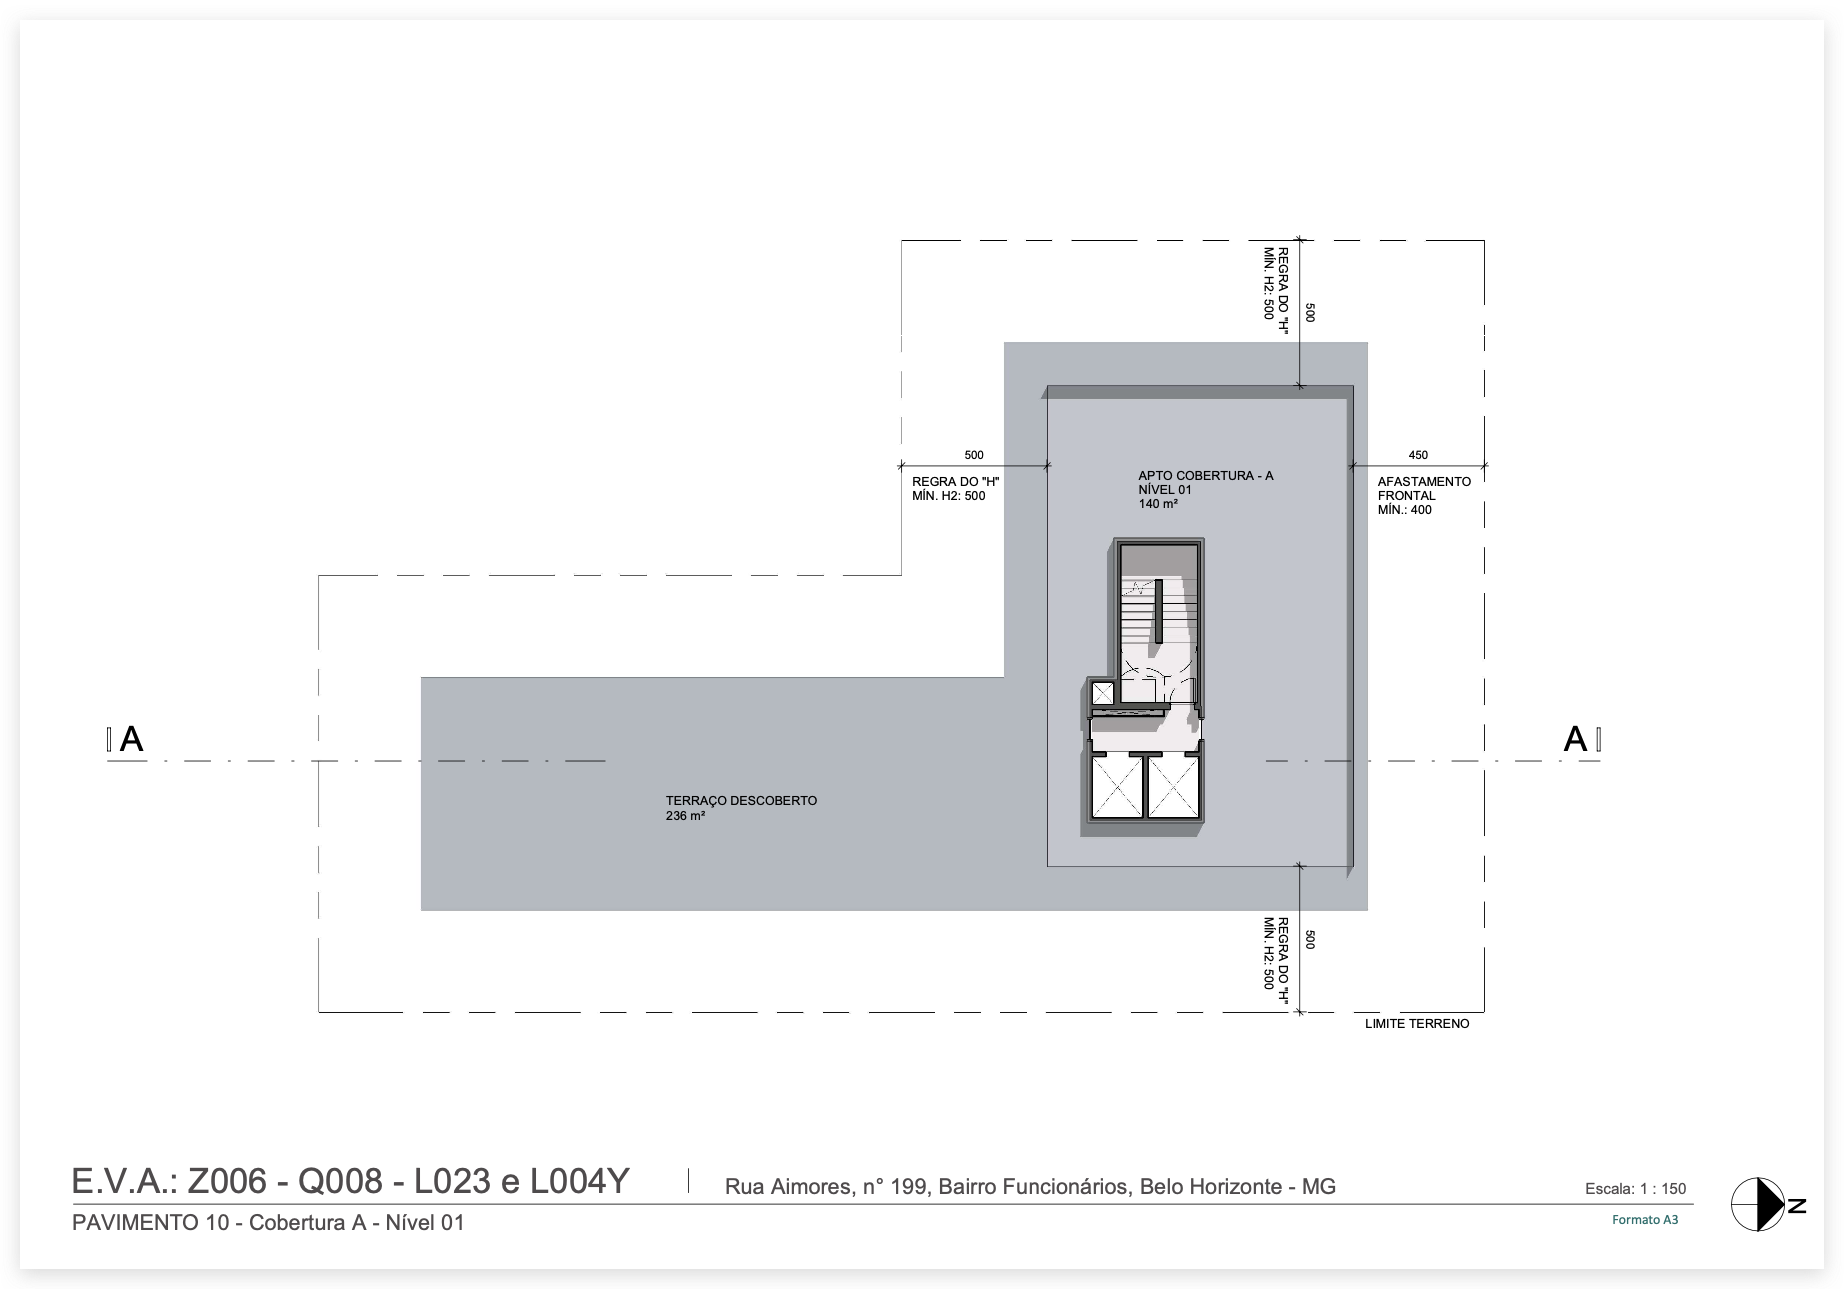 REGRA DO "H"
MÍN. H2: 500
500
500
REGRA DO "H"
MÍN. H2: 500
APTO COBERTURA - A
NÍVEL 01
140 m²
450
AFASTAMENTO
FRONTAL
MÍN.: 400
A
A
TERRAÇO DESCOBERTO
236 m²
REGRA DO "H"
MÍN. H2: 500
500
LIMITE TERRENO
E.V.A.: Z006 - Q008 - L023 e L004Y
Rua Aimores, n° 199, Bairro Funcionários, Belo Horizonte - MG
Escala: 1 : 150
PAVIMENTO 10 - Cobertura A - Nível 01
Formato A3
N